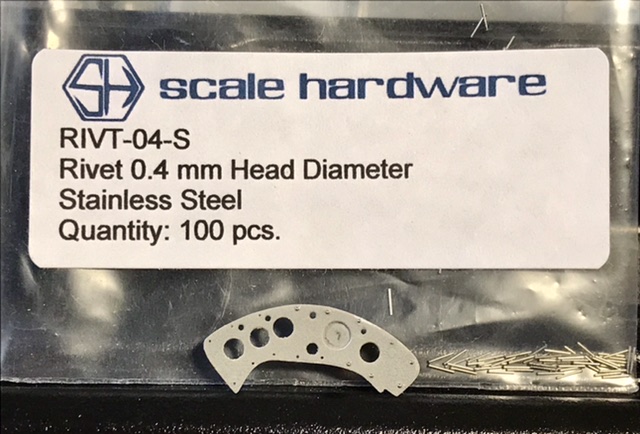 SH scale hardware
RIVT-04-S
Rivet 0.4 mm Head Diameter
Stainless Steel
Quantity: 100 pcs.